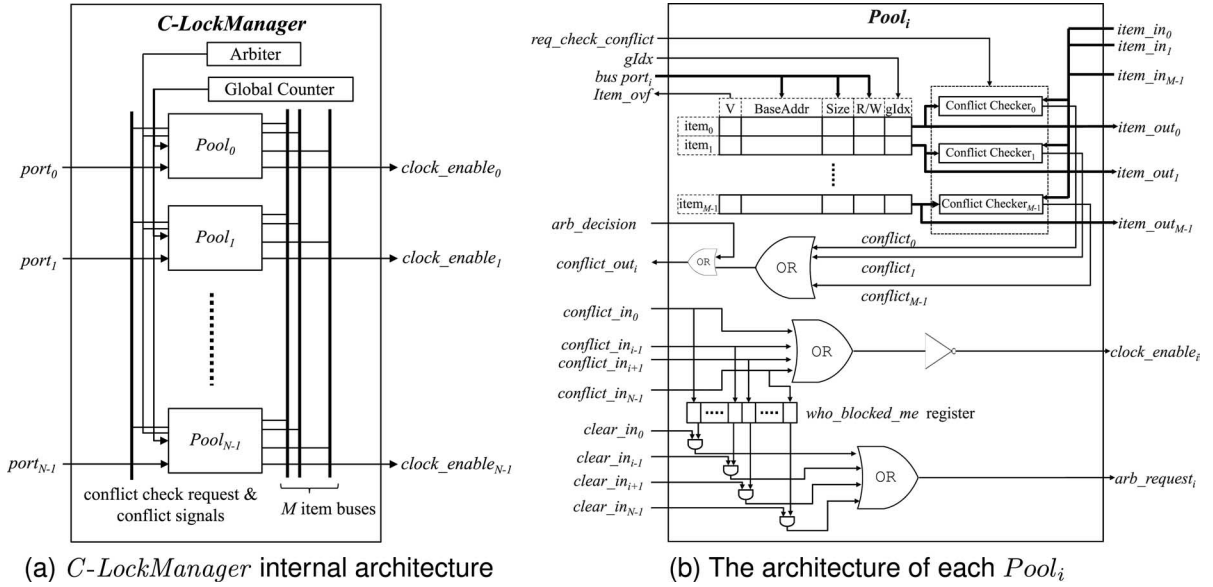 C-LockManager
Arbiter
Global Counter
Pool0
port0
clock_enable0
Pool1
port1
clock_enable1
PoolN-1
portN-1
clock_enableN-1
conflict check request &
conflict signals
M item buses
(a) C-LockManager internal architecture
Pooli
req_check_conflict
gIdx
bus porti
Item_ovf
V BaseAddr Size R/W gIdx
item0
item1
itemM-1
Conflict Checker0
Conflict Checker1
Conflict CheckerM-1
item_in0
item_in1
item_inM-1
item_out0
item_out1
item_outM-1
arb_decision
conflict_outi
OR
OR
conflict0
conflict1
conflictM-1
conflict_in0
conflict_ini-1
conflict_ini+1
conflict_inN-1
OR
clock_enablei
who_blocked_me register
clear_in0
clear_ini-1
clear_ini+1
clear_inN-1
OR
arb_requesti
(b) The architecture of each Pooli